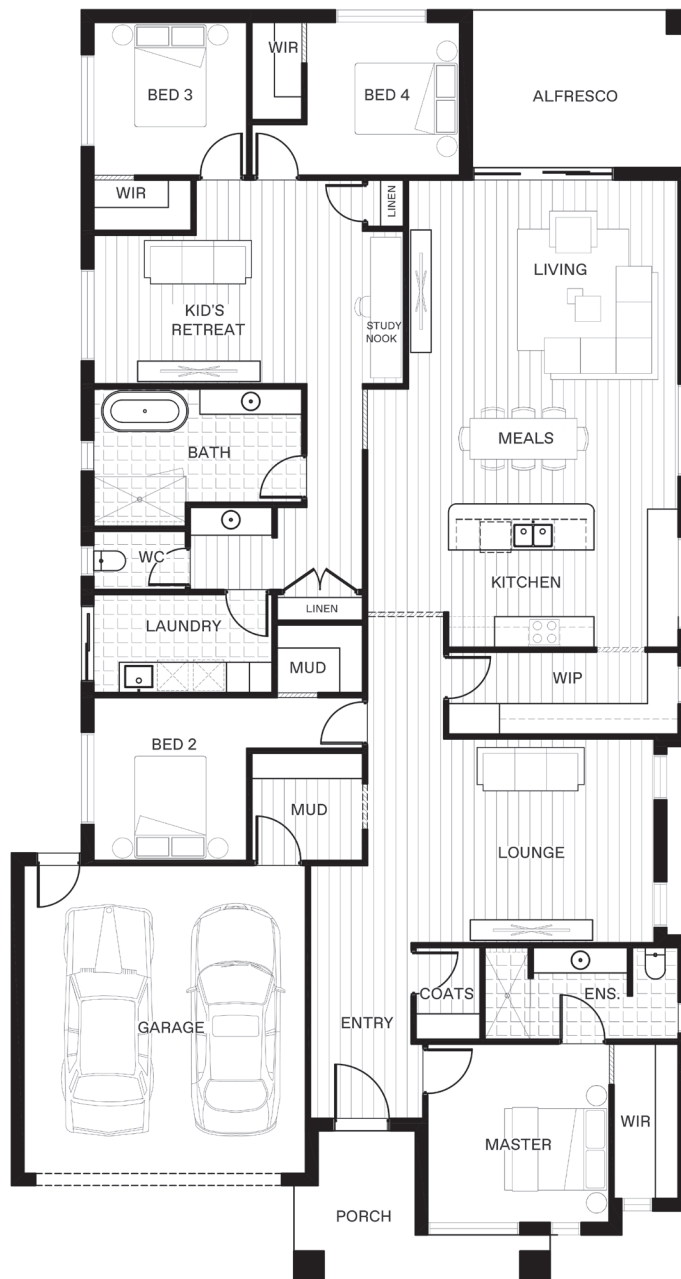 WIR
BED 3
BED 4
ALFRESCO
WIR
LINEN
LIVING
KID'S
RETREAT
STUDY
NOOK
MEALS
BATH
WC
KITCHEN
LINEN
LAUNDRY
MUD
WIP
BED 2
MUD
LOUNGE
COATS
ENS.
ENTRY
GARAGE
WIR
MASTER
PORCH